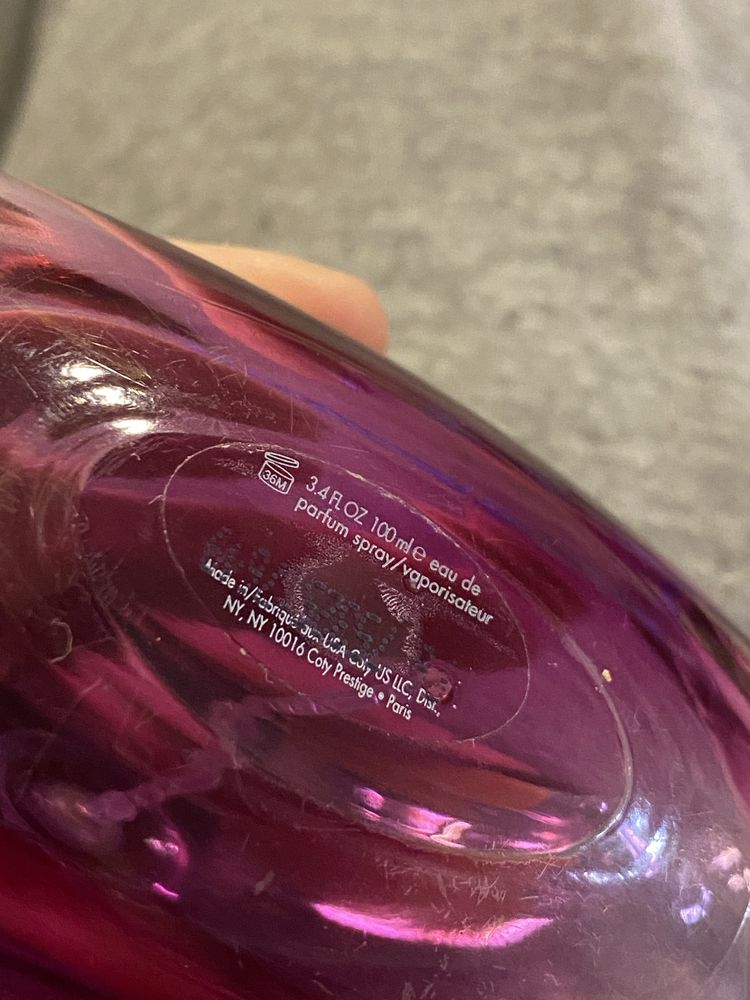 36M
3.4 FL OZ 100 ml ℮ eau de
parfum spray/vaporisateur
Made in/Fabriqué aux USA Coty US LLC, Dist.,
NY, NY 10016 Coty Prestige • Paris